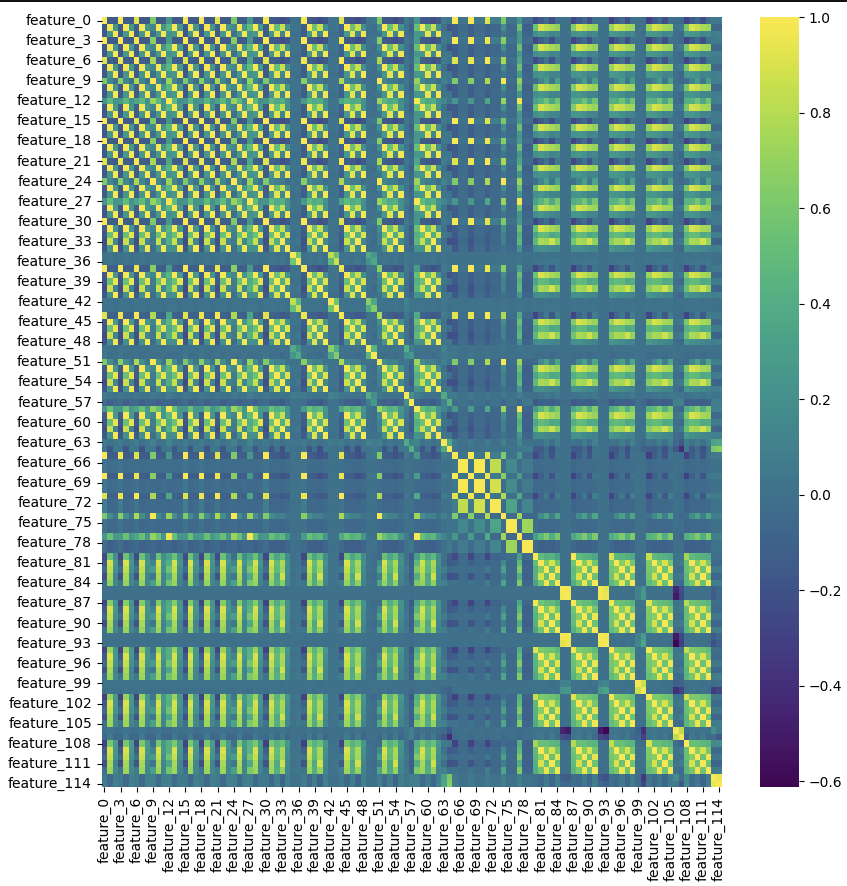 feature_0
feature_3
feature_6
feature_9
feature_12
feature_15
feature_18
feature_21
feature_24
feature_27
feature_30
feature_33
feature_36
feature_39
feature_42
feature_45
feature_48
feature_51
feature_54
feature_57
feature_60
feature_63
feature_66
feature_69
feature_72
feature_75
feature_78
feature_81
feature_84
feature_87
feature_90
feature_93
feature_96
feature_99
feature_102
feature_105
feature_108
feature_111
feature_114
feature_0
feature_3
feature_6
feature_9
feature_12
feature_15
feature_18
feature_21
feature_24
feature_27
feature_30
feature_33
feature_36
feature_39
feature_42
feature_45
feature_48
feature_51
feature_54
feature_57
feature_60
feature_63
feature_66
feature_69
feature_72
feature_75
feature_78
feature_81
feature_84
feature_87
feature_90
feature_93
feature_96
feature_99
feature_102
feature_105
feature_108
feature_111
feature_114
1.0
0.8
0.6
0.4
0.2
0.0
−0.2
−0.4
−0.6